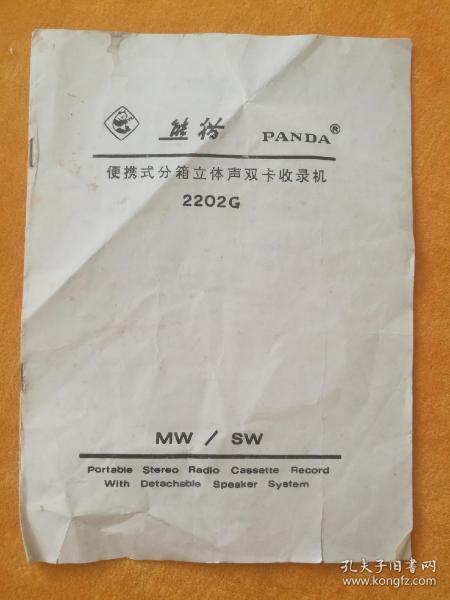 熊猫 PANDA®
便携式分箱立体声双卡收录机
2202G
MW / SW
Portable Stereo Radio Cassette Record
With Detachable Speaker System
孔夫子旧书网
www.kongfz.com